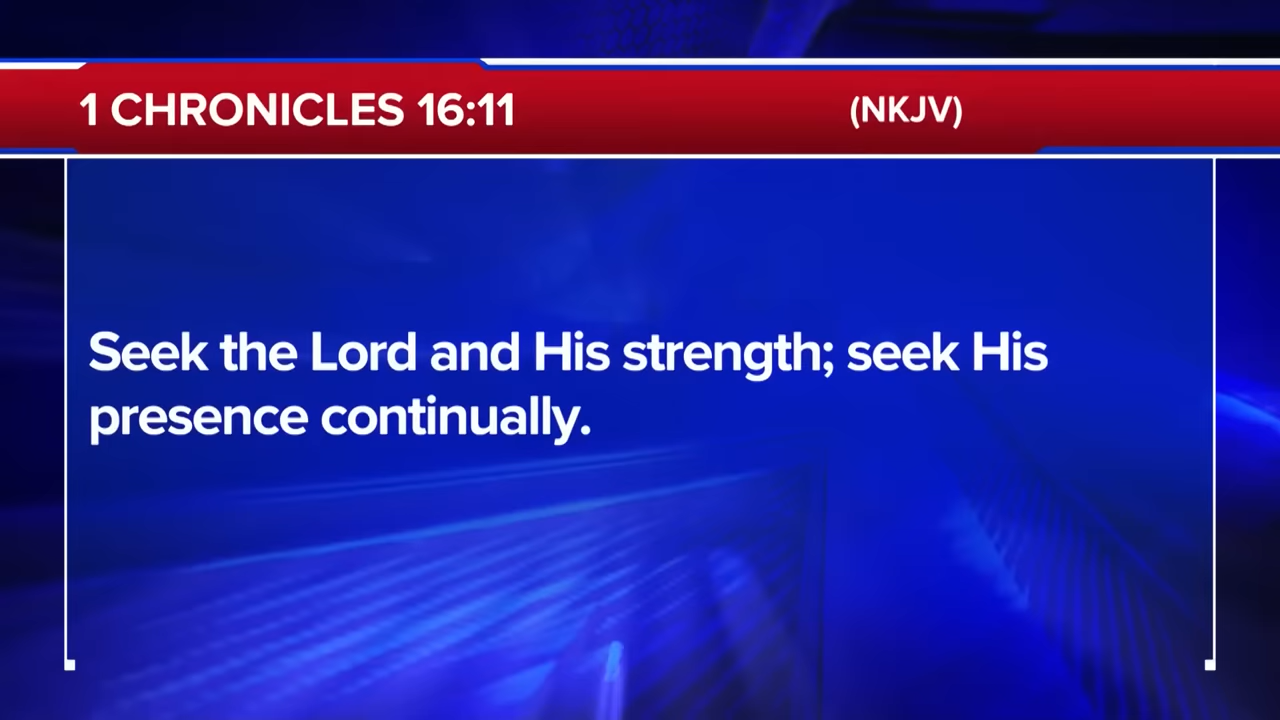 1 CHRONICLES 16:11 (NKJV)
Seek the Lord and His strength; seek His
presence continually.